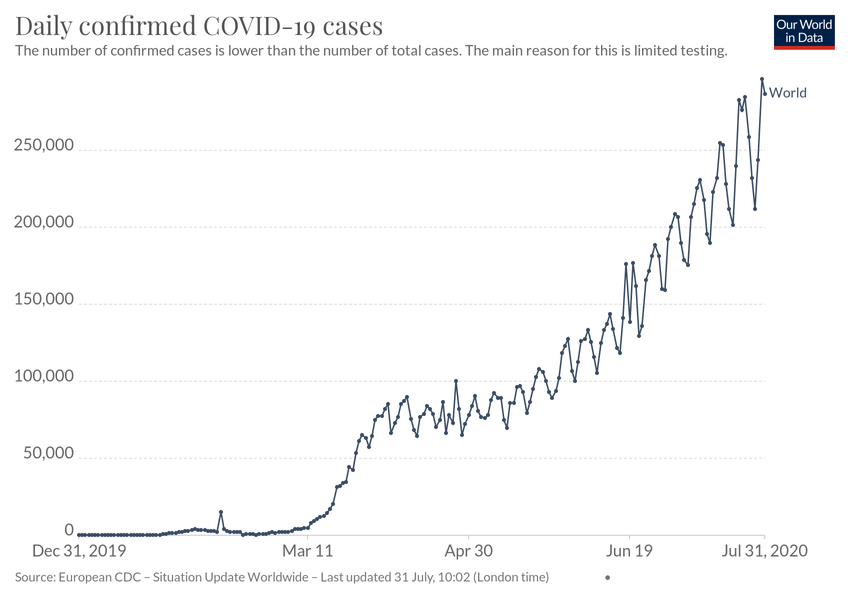 Daily confirmed COVID-19 cases
Our World
in Data
The number of confirmed cases is lower than the number of total cases. The main reason for this is limited testing.
World
250,000
200,000
150,000
100,000
50,000
0
Dec 31, 2019 Mar 11 Apr 30 Jun 19 Jul 31, 2020
Source: European CDC – Situation Update Worldwide – Last updated 31 July, 10:02 (London time) •